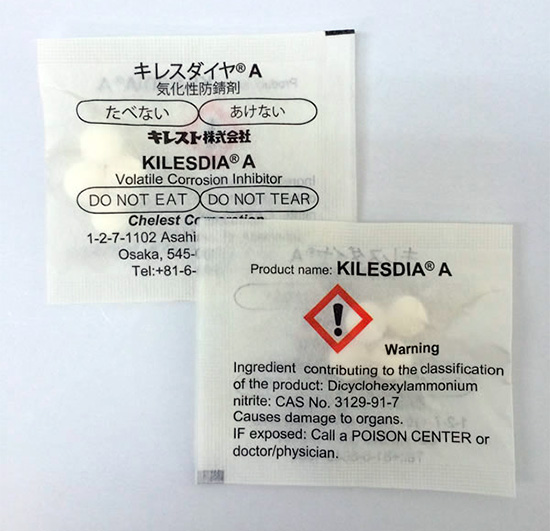 キレスダイヤ® A
気化性防錆剤
たべない あけない
キレスト株式会社
KILESDIA® A
Volatile Corrosion Inhibitor
DO NOT EAT DO NOT TEAR
Chelest Corporation
1-2-7-1102 Asahi
Osaka, 545-0
Tel:+81-6-
Product name: KILESDIA® A
Warning
Ingredient contributing to the classification
of the product: Dicyclohexylammonium
nitrite: CAS No. 3129-91-7
Causes damage to organs.
IF exposed: Call a POISON CENTER or
doctor/physician.